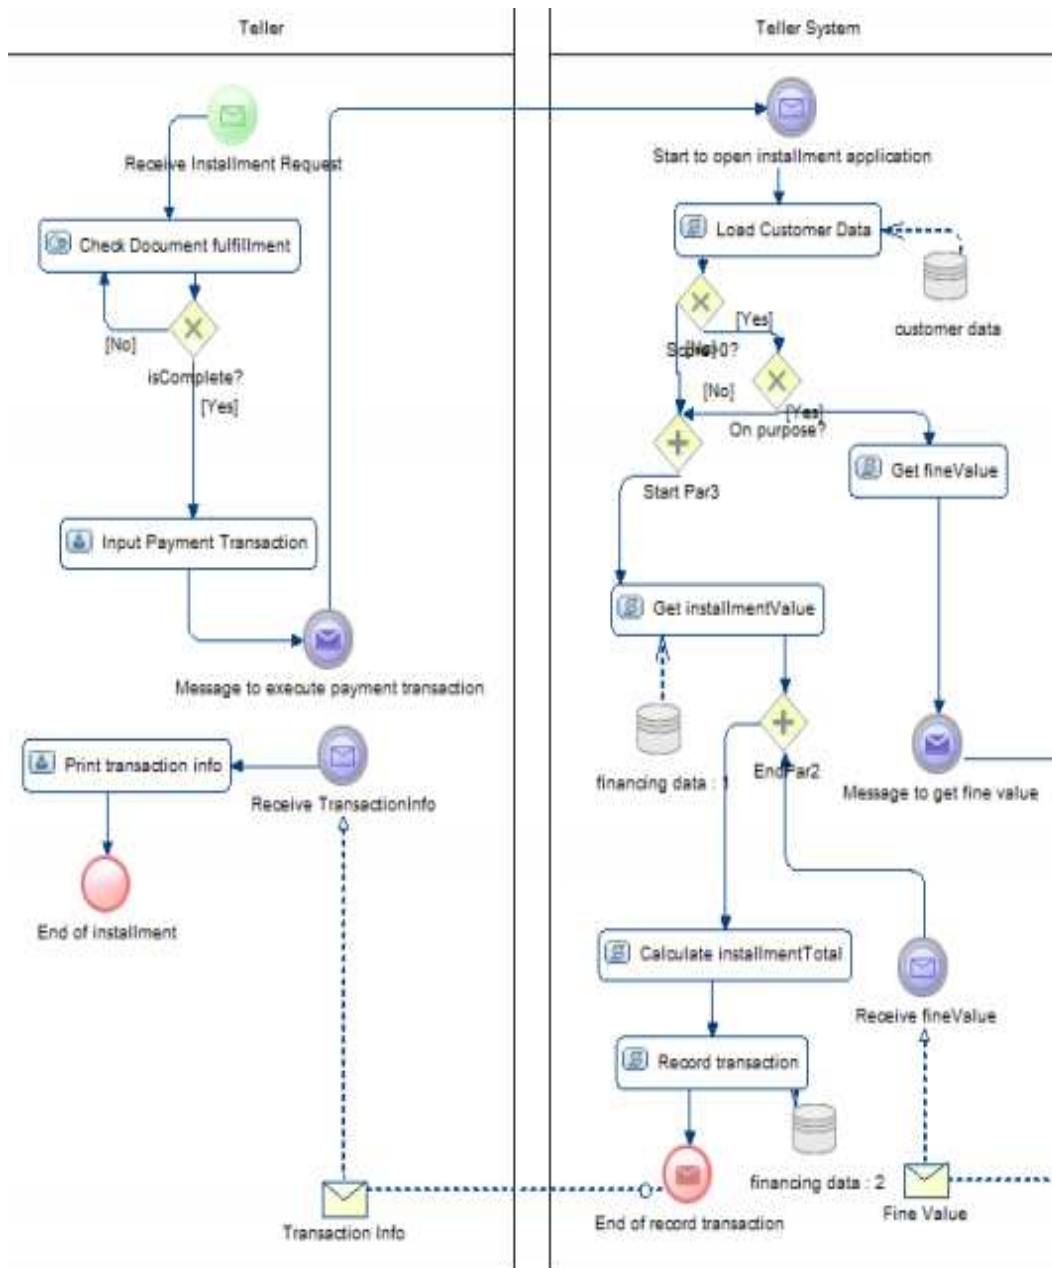 Teller
Teller System
Receive Installment Request
Start to open installment application
Check Document fulfillment
Load Customer Data
customer data
[No]
isComplete?
[Yes]
[Yes]
[No]
On purpose?
[Yes]
Start Par3
Get fineValue
Input Payment Transaction
Get installmentValue
Message to execute payment transaction
Print transaction info
Receive TransactionInfo
financing data : 1
EndPar2
Message to get fine value
End of installment
Calculate installmentTotal
Receive fineValue
Record transaction
financing data : 2
Transaction Info
End of record transaction
Fine Value